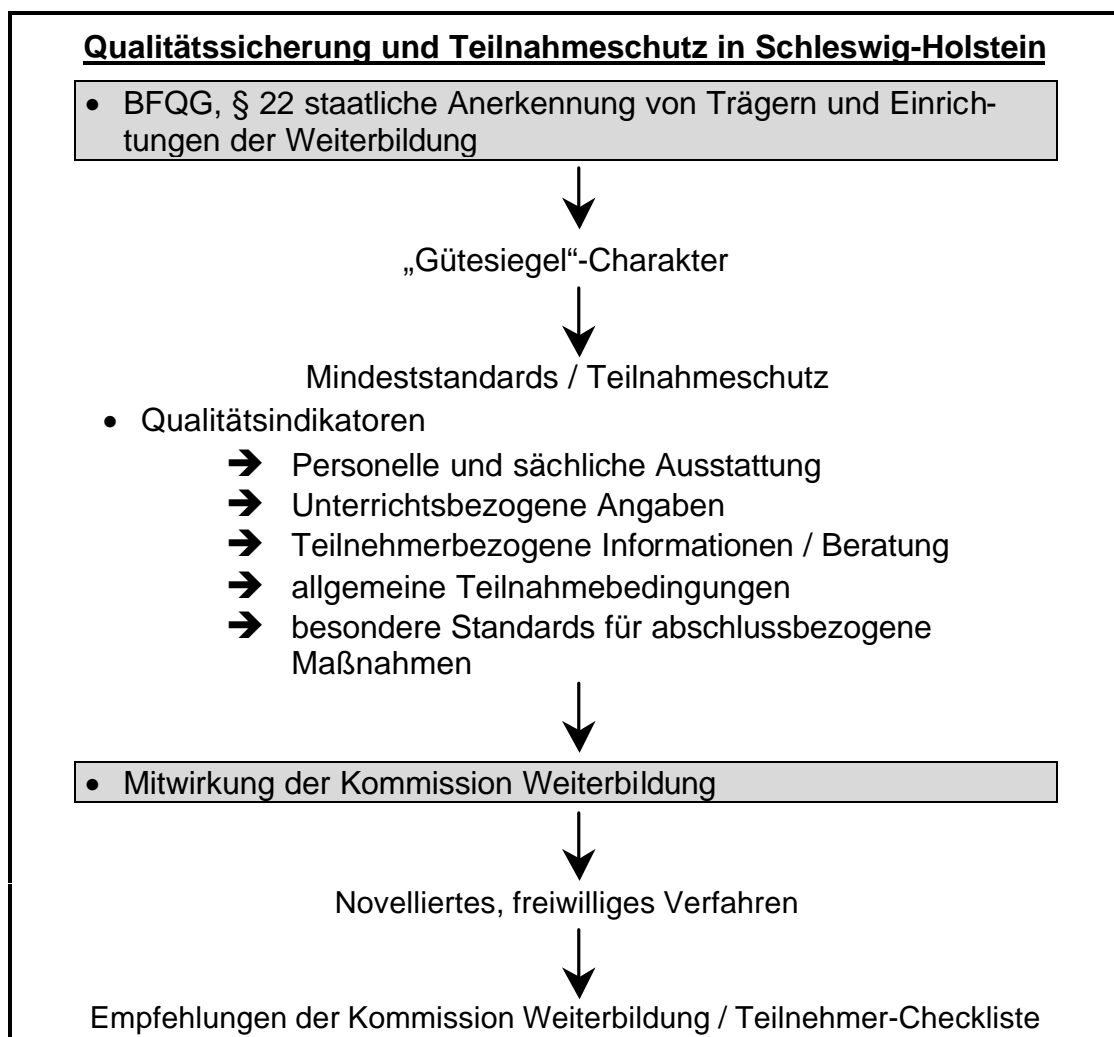 Qualitätssicherung und Teilnahmeschutz in Schleswig-Holstein
• BFQG, § 22 staatliche Anerkennung von Trägern und Einrich-
tungen der Weiterbildung
„Gütesiegel“-Charakter
Mindeststandards / Teilnahmeschutz
• Qualitätsindikatoren
➔ Personelle und sächliche Ausstattung
➔ Unterrichtsbezogene Angaben
➔ Teilnehmerbezogene Informationen / Beratung
➔ allgemeine Teilnahmebedingungen
➔ besondere Standards für abschlussbezogene
Maßnahmen
• Mitwirkung der Kommission Weiterbildung
Novelliertes, freiwilliges Verfahren
Empfehlungen der Kommission Weiterbildung / Teilnehmer-Checkliste